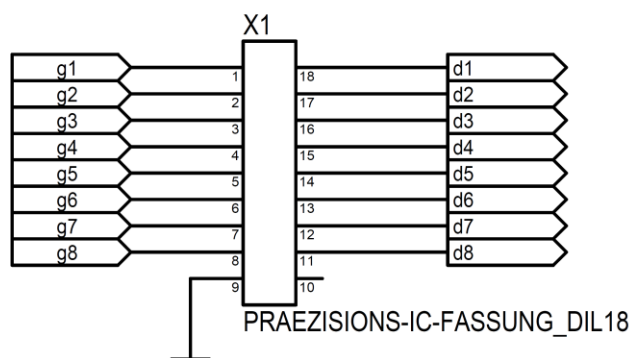 X1
g1 1 18 d1
g2 2 17 d2
g3 3 16 d3
g4 4 15 d4
g5 5 14 d5
g6 6 13 d6
g7 7 12 d7
g8 8 11 d8
9 10
PRAEZISIONS-IC-FASSUNG_DIL18